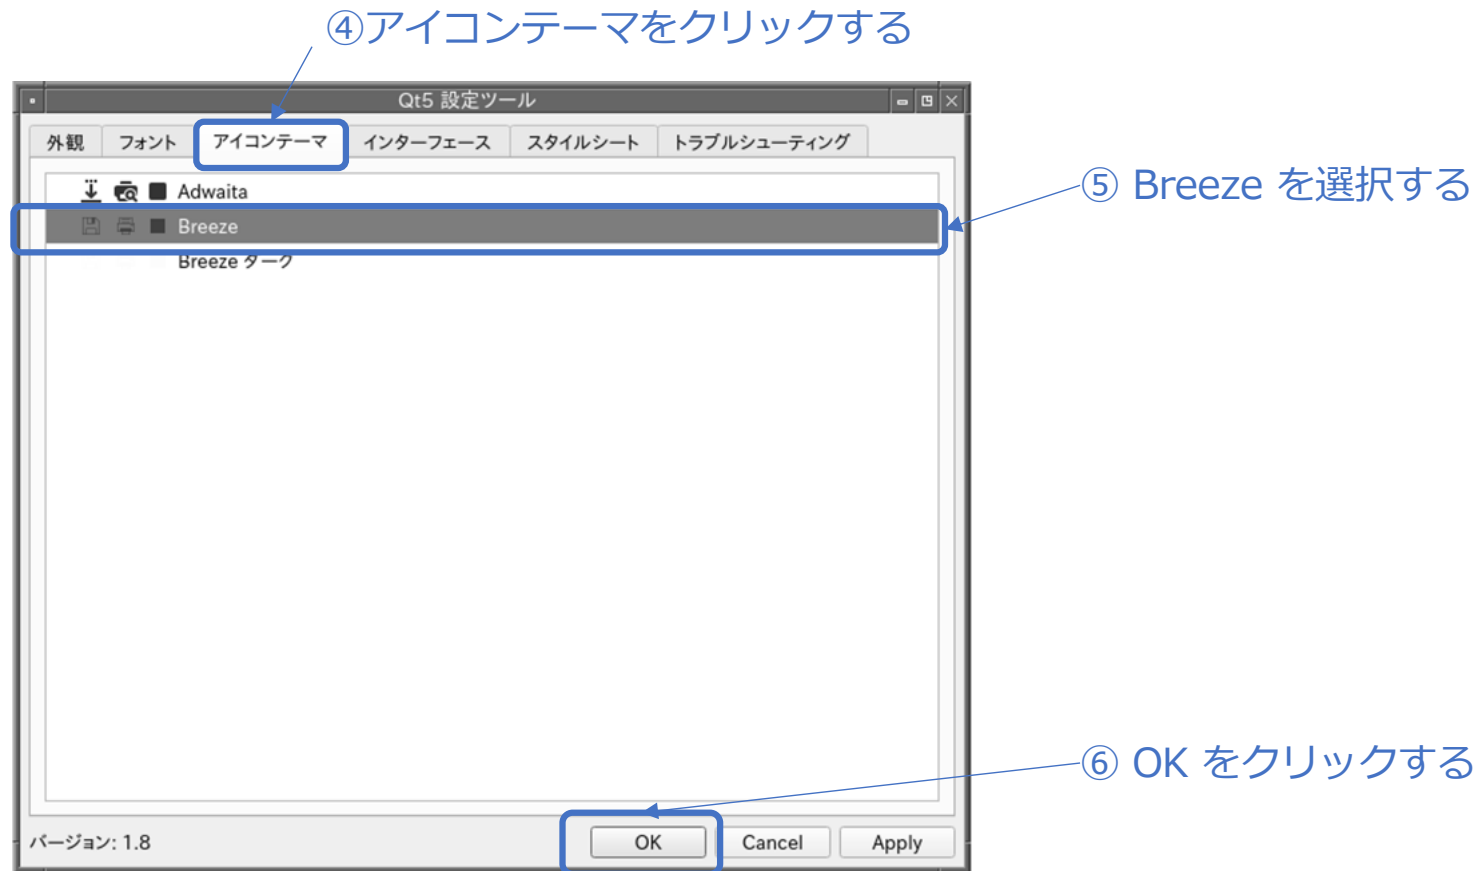 ④アイコンテーマをクリックする
Qt5 設定ツール
外観 フォント アイコンテーマ インターフェース スタイルシート トラブルシューティング
Adwaita
⑤ Breeze を選択する
Breeze
Breeze ダーク
⑥ OK をクリックする
バージョン: 1.8
OK Cancel Apply